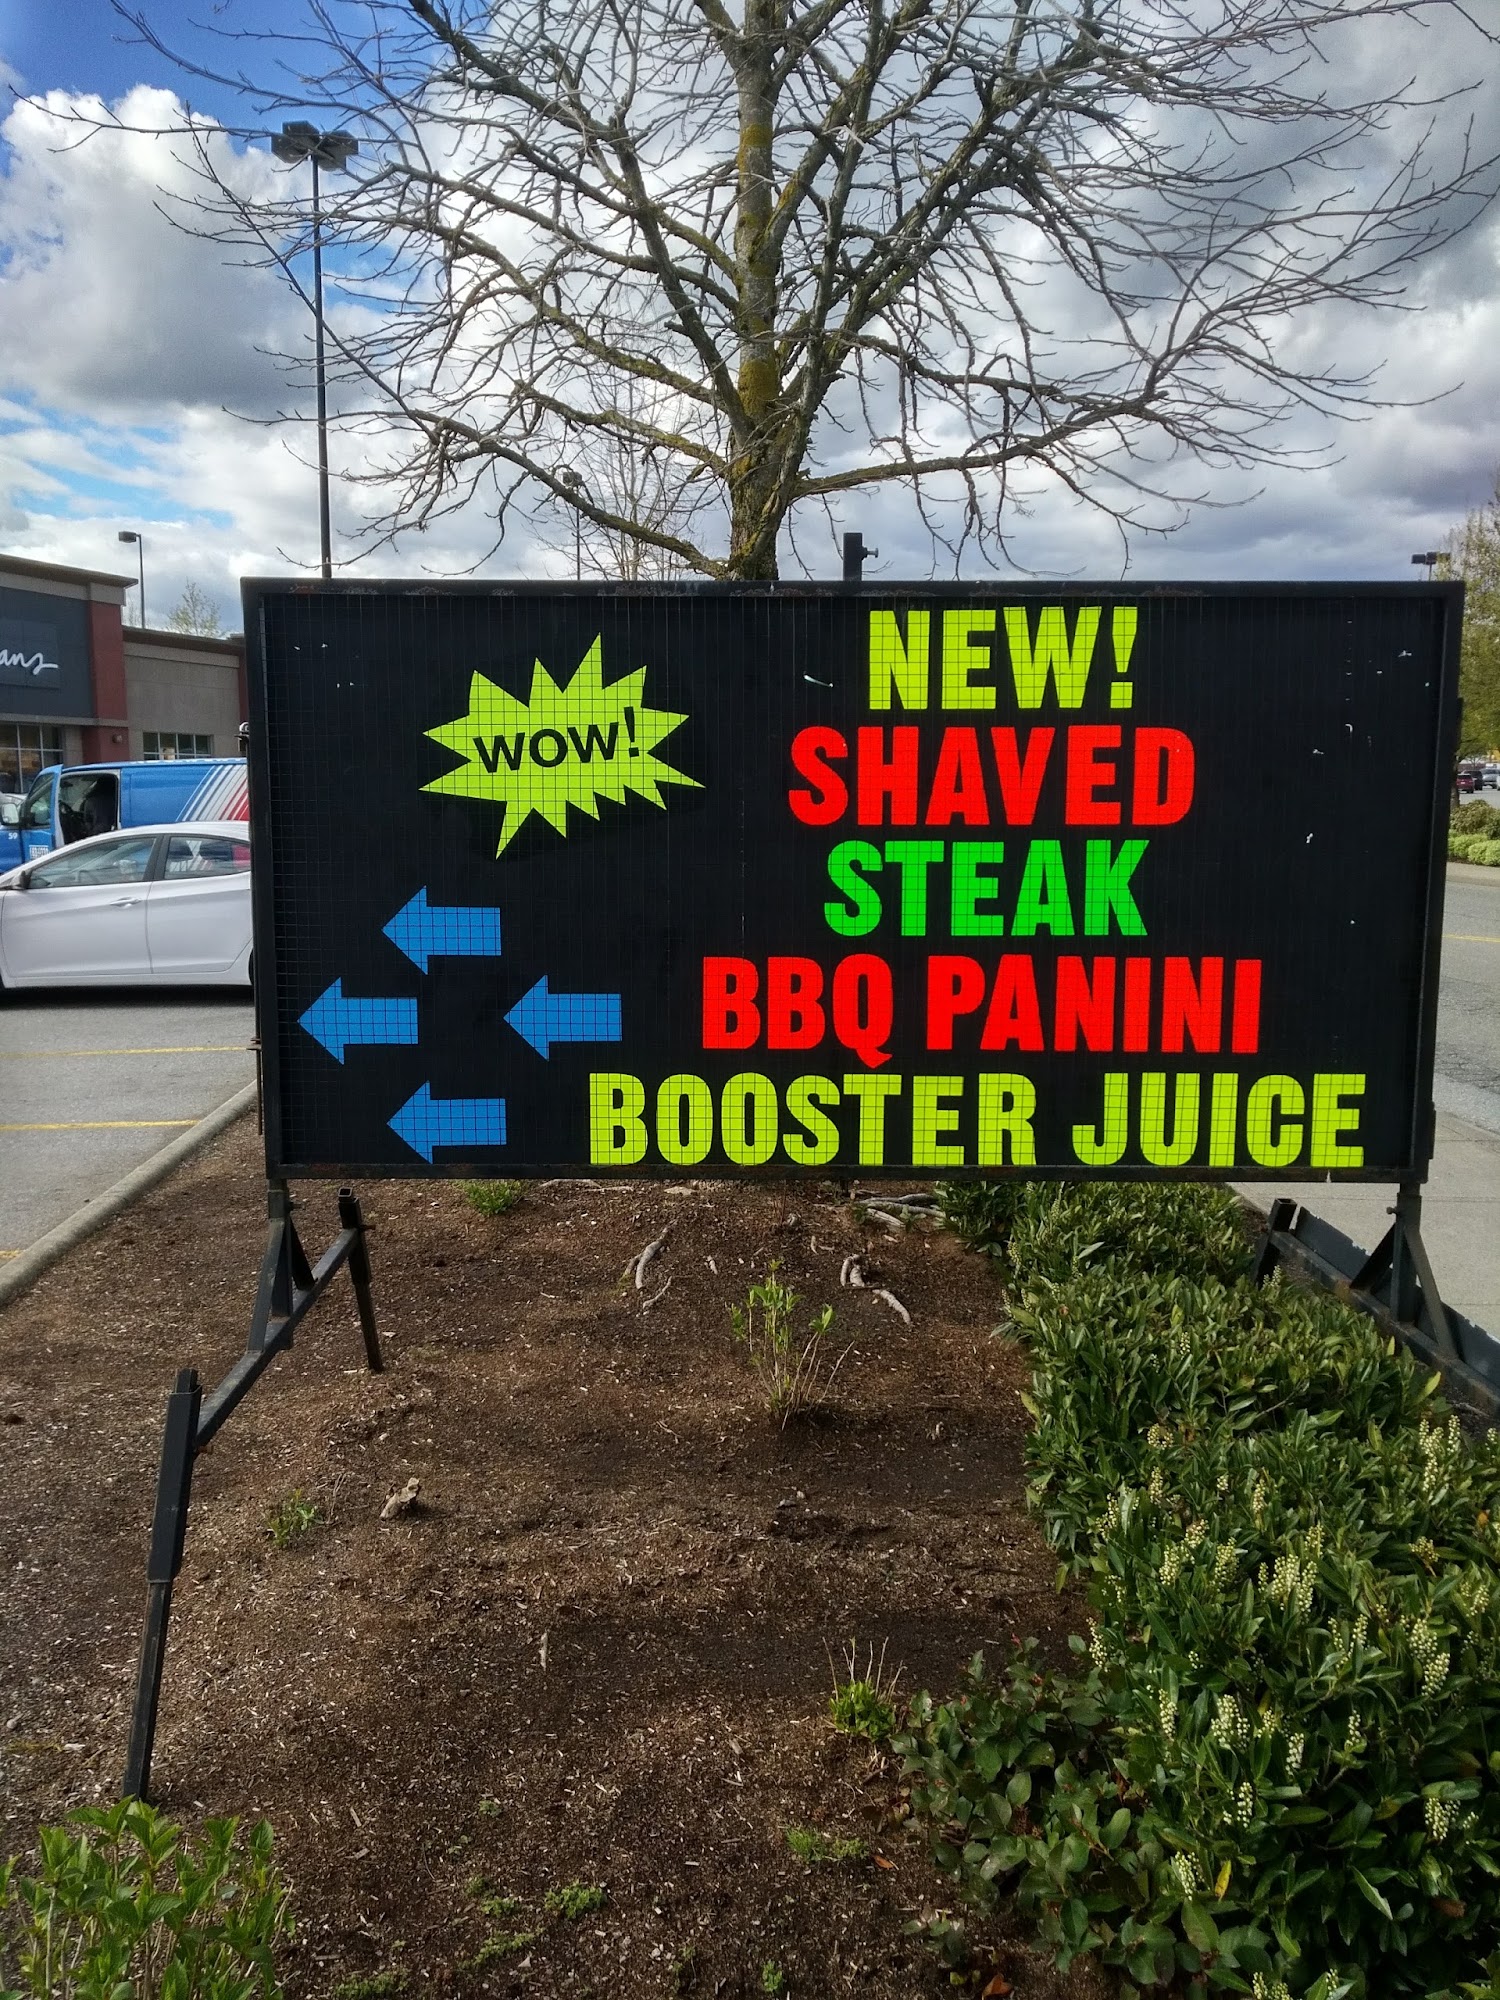 WOW!
NEW!
SHAVED
STEAK
BBQ PANINI
BOOSTER JUICE